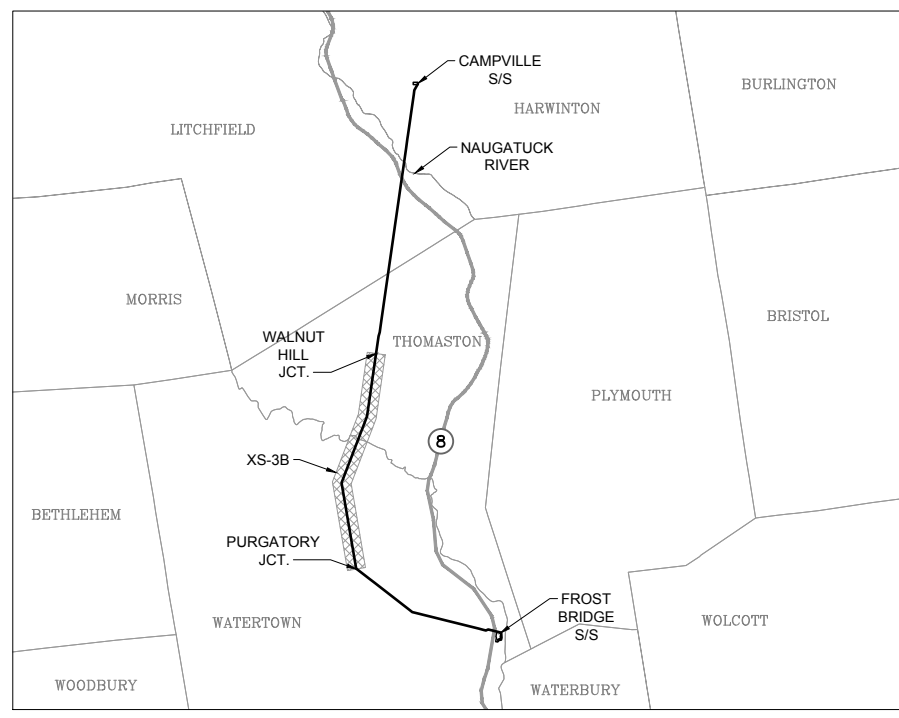 CAMPVILLE
S/S
BURLINGTON
HARWINTON
LITCHFIELD
NAUGATUCK
RIVER
MORRIS
BRISTOL
WALNUT
HILL
JCT.
THOMASTON
PLYMOUTH
8
XS-3B
BETHLEHEM
PURGATORY
JCT.
FROST
BRIDGE
S/S
WATERTOWN
WOLCOTT
WOODBURY
WATERBURY